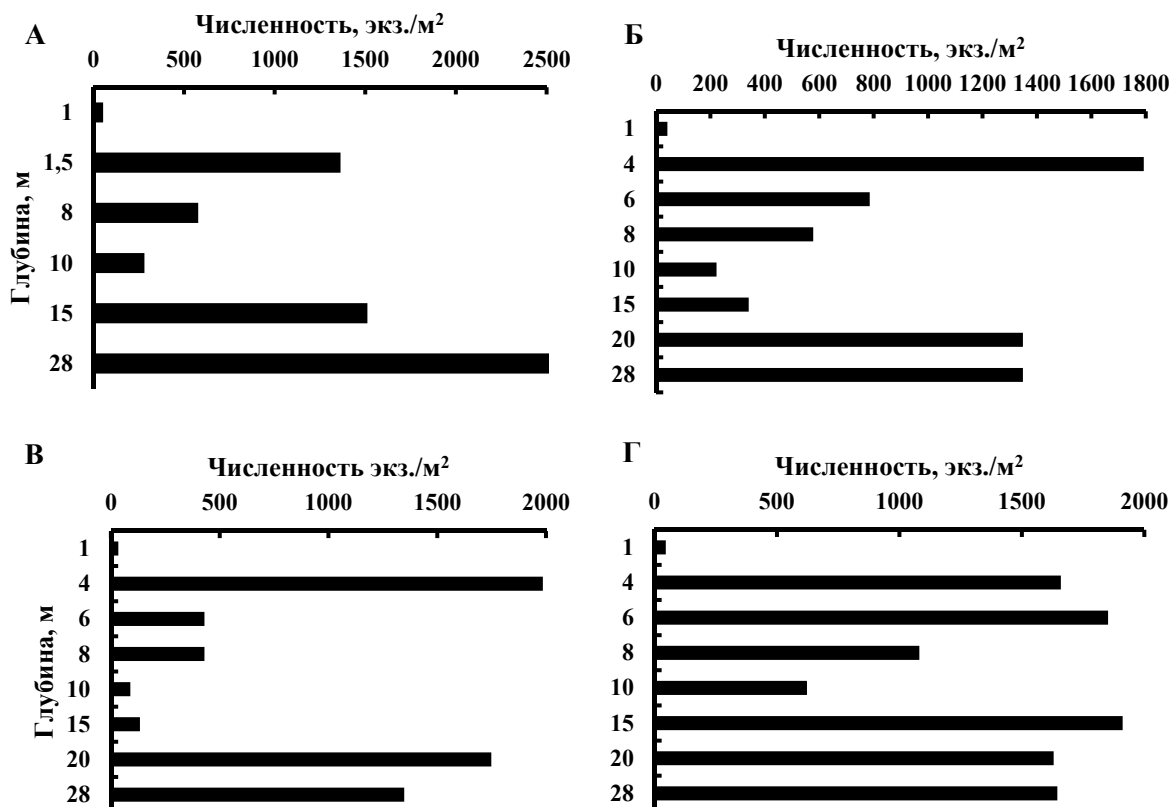 А
Численность, экз./м²
0 500 1000 1500 2000 2500
Глубина, м
1
1,5
8
10
15
28
Б
Численность, экз./м²
0 200 400 600 800 1000 1200 1400 1600 1800
1
4
6
8
10
15
20
28
В
Численность экз./м²
0 500 1000 1500 2000
Глубина, м
1
4
6
8
10
15
20
28
Г
Численность, экз./м²
0 500 1000 1500 2000
1
4
6
8
10
15
20
28